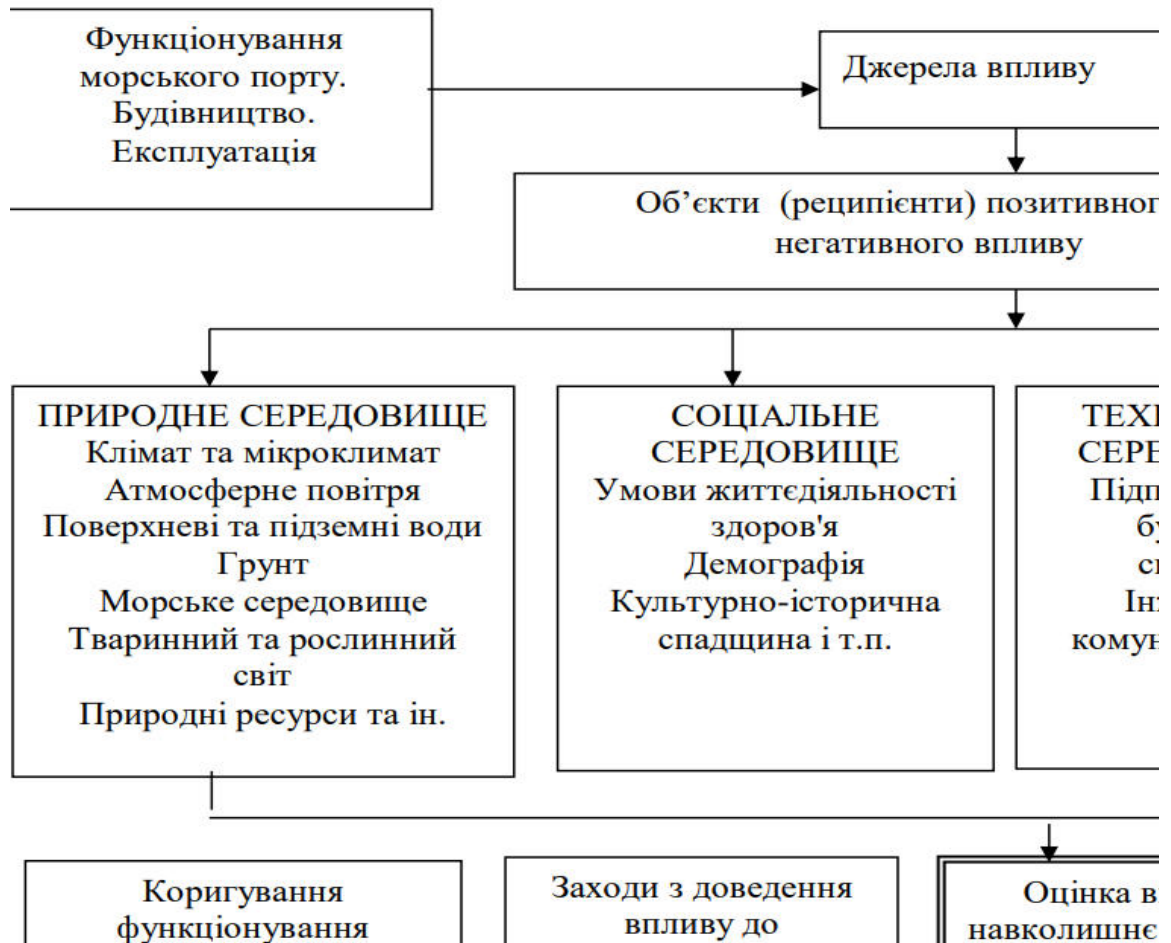 Функціонування
морського порту.
Будівництво.
Експлуатація
Джерела впливу
Об’єкти (реципієнти)
негативного впливу
ПРИРОДНЕ СЕРЕДОВИЩЕ
Клімат та мікроклимат
Атмосферне повітря
Поверхневі та підземні води
Грунт
Морське середовище
Тваринний та рослинний
світ
Природні ресурси та ін.
СОЦІАЛЬНЕ
СЕРЕДОВИЩЕ
Умови життєдіяльності
здоров'я
Демографія
Культурно-історична
спадщина і т.п.
Коригування
функціонування
Заходи з доведення
впливу до
Оцінка